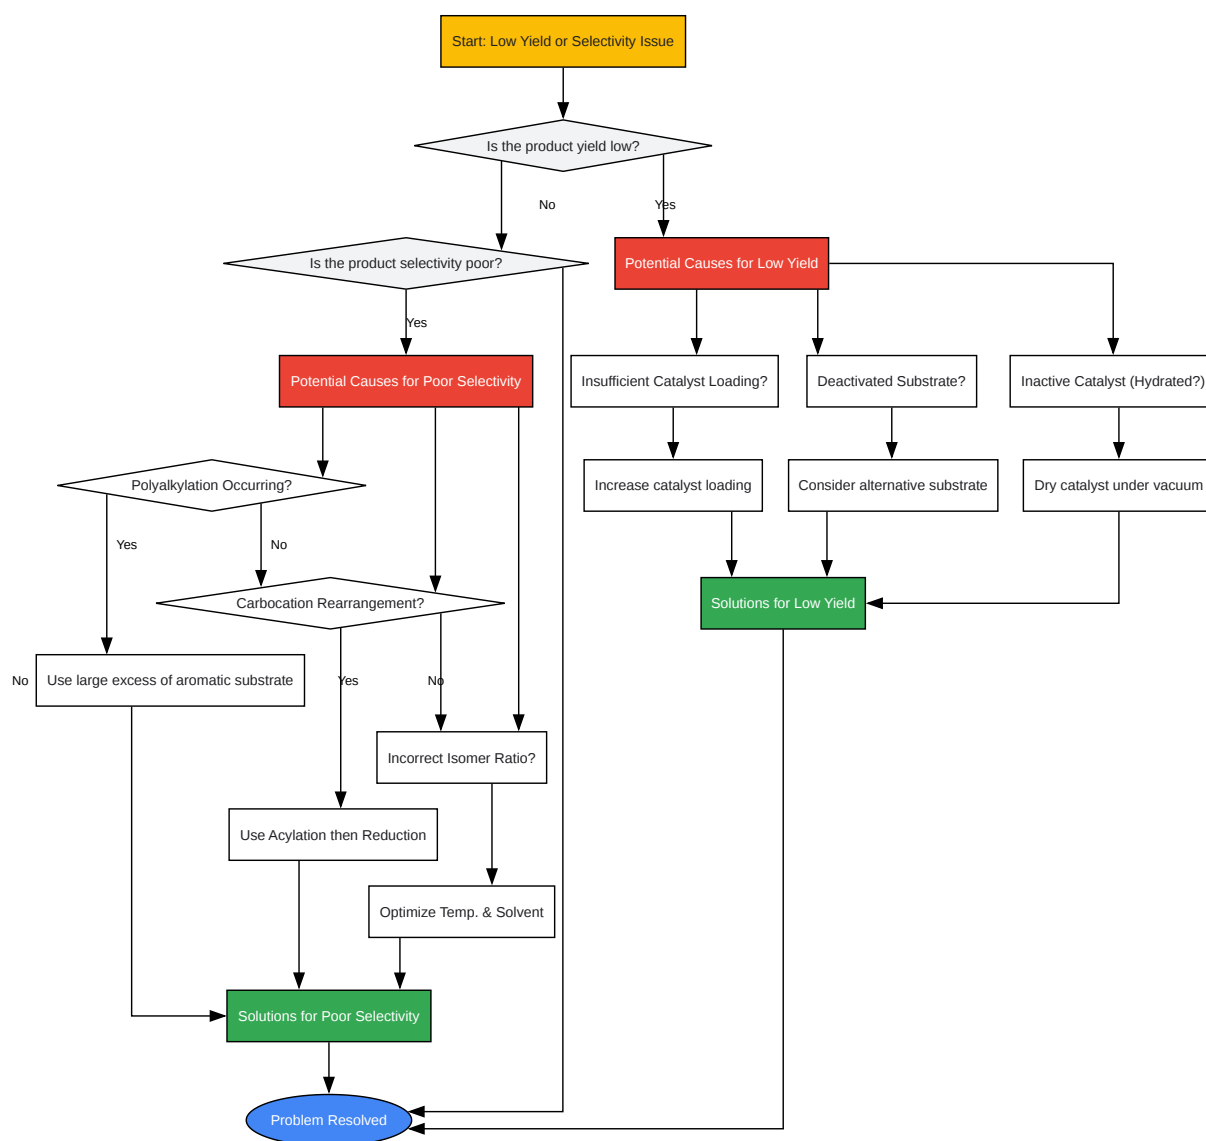 Start: Low Yield or Selectivity Issue
Is the product yield low?
No
Yes
Is the product selectivity poor?
Potential Causes for Low Yield
Yes
Potential Causes for Poor Selectivity
Insufficient Catalyst Loading?
Deactivated Substrate?
Inactive Catalyst (Hydrated?)
Polyalkylation Occurring?
Increase catalyst loading
Consider alternative substrate
Dry catalyst under vacuum
Yes
No
Carbocation Rearrangement?
Solutions for Low Yield
No
Use large excess of aromatic substrate
Yes
No
Incorrect Isomer Ratio?
Use Acylation then Reduction
Optimize Temp. & Solvent
Solutions for Poor Selectivity
Problem Resolved